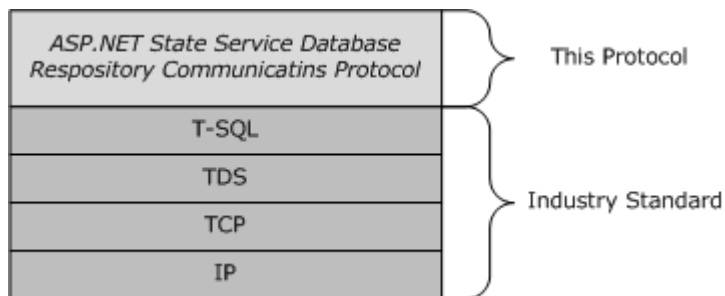 ASP.NET State Service Database
Respository Communicatins Protocol
This Protocol
T-SQL
TDS
TCP
IP
Industry Standard